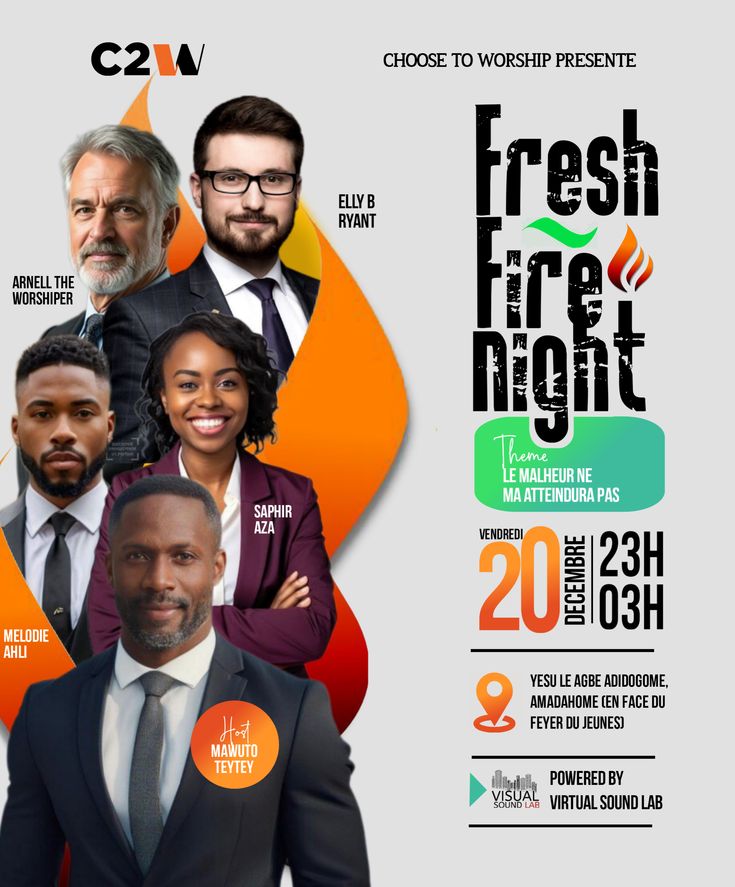 C2W
CHOOSE TO WORSHIP PRESENTE
Fresh
Fire
night
Theme
LE MALHEUR NE
MA ATTEINDURA PAS
VENDREDI
20
DECEMBRE
23H
03H
YESU LE AGBE ADIDOGOME,
AMADAHOME (EN FACE DU
FEYER DU JEUNES)
VISUAL
SOUND LAB
POWERED BY
VIRTUAL SOUND LAB
ELLY B
RYANT
ARNELL THE
WORSHIPER
SAPHIR
AZA
MELODIE
AHLI
Host
MAWUTO
TEYTEY